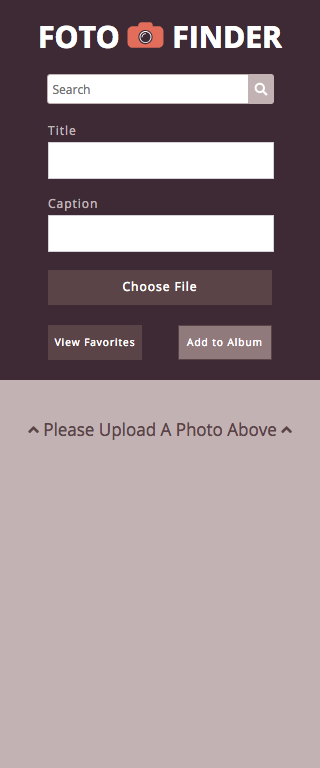 FOTO FINDER
Search
Title
Caption
Choose File
View Favorites Add to Album
Please Upload A Photo Above